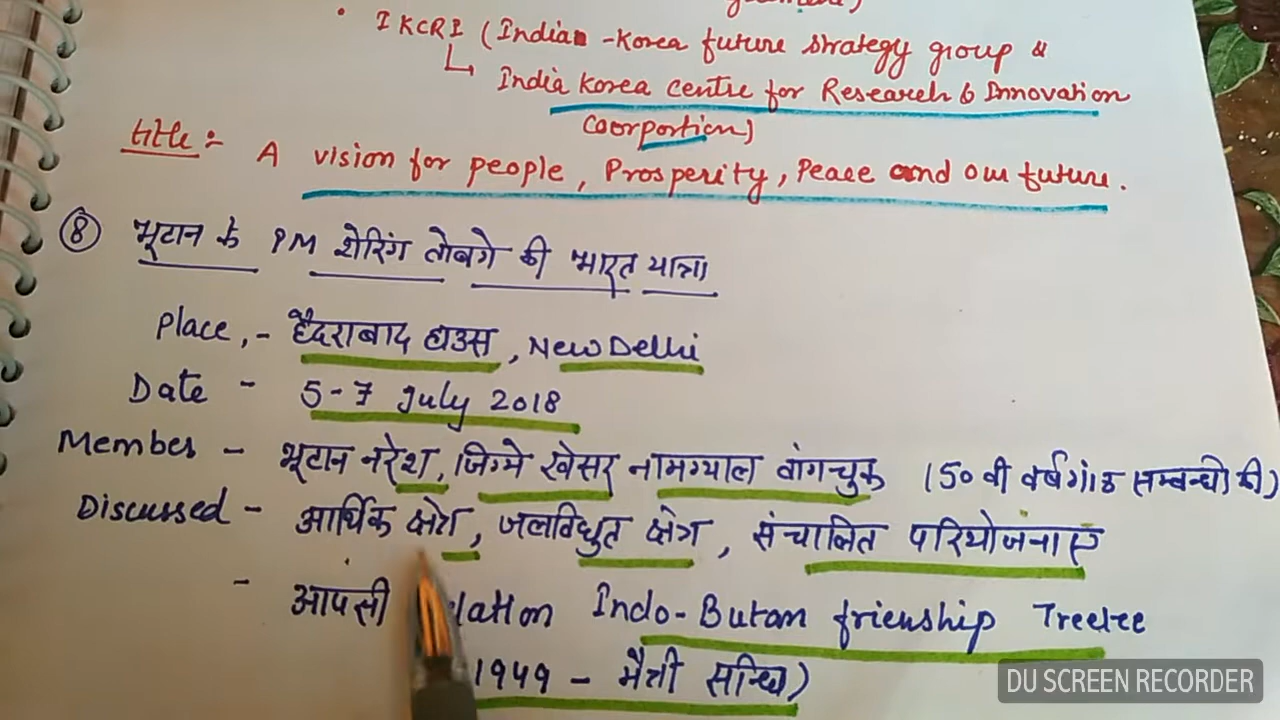 IKCRI (Indian - Korea future strategy group &
India Korea centre for Research & Innovation
Coorportion)
title :- A vision for people, Prosperity, Peace and our future.
⑧ भूटान के PM शेरिंग तोबगे की भारत यात्रा
Place,- हैदराबाद हाउस, New Delhi
Date - 5-7 July 2018
Member - भूटान नरेश, जिग्मे खेसर नामग्याल वांगचुक (50 वी वर्षगांठ सम्बन्धो की)
Discussed - आर्थिक क्षेत्र, जलविधुत क्षेत्र, संचालित परियोजनाए
- आपसी Indo-Butan frienship Treetee
1949 - मैत्री सन्धि)
DU SCREEN RECORDER